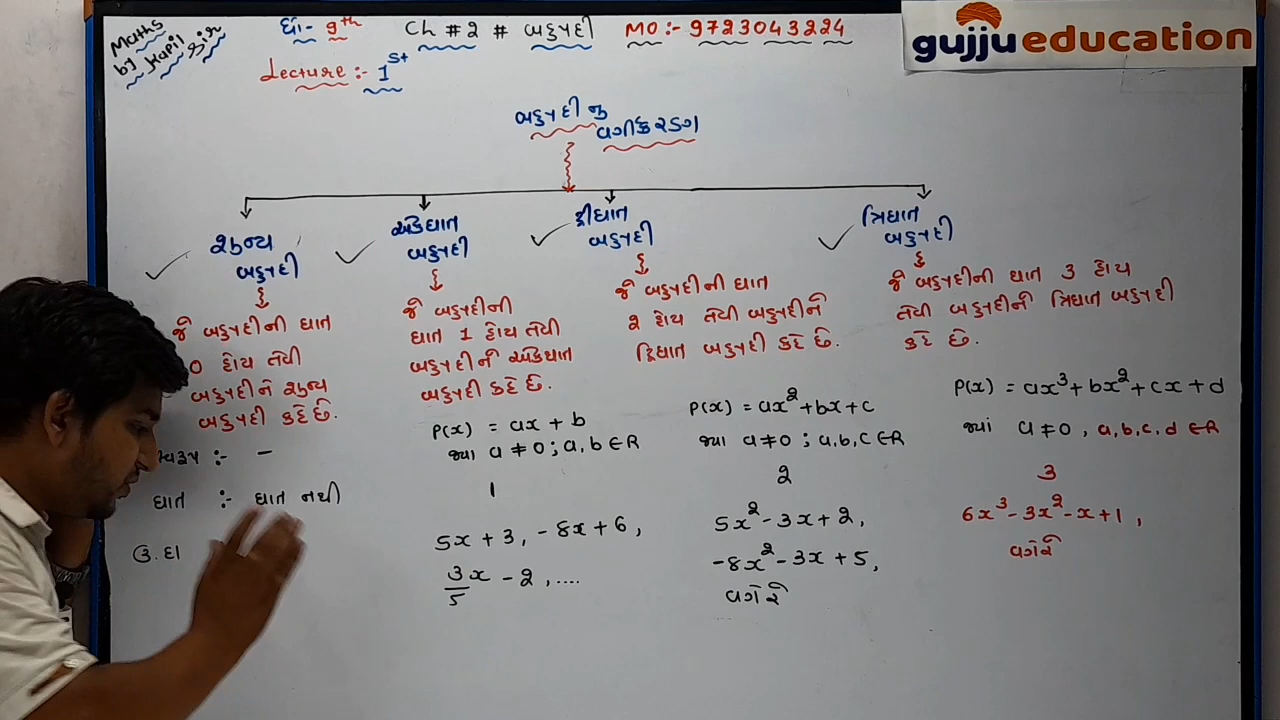 Maths
by Kapil
Sir
ધો- 9th
Ch # 2 # બહુપદી
MO :- 9723043224
Lecture :- 1st
gujjueducation
બહુપદી નુ
વર્ગીકરણ
શુન્ય
બહુપદી
જે બહુપદીની ઘાત
0 હોય તેવી
બહુપદીને શુન્ય
બહુપદી કહે છે.
સ્વરૂપ :- –
ઘાત :- ઘાત નથી
ઉ.દા
એકઘાત
બહુપદી
જે બહુપદીની
ઘાત 1 હોય તેવી
બહુપદીને એકઘાત
બહુપદી કહે છે.
P(x) = ax + b
જ્યાં a ≠ 0 ; a, b ∈ R
1
5x + 3, -8x + 6,
3/5 x - 2, ....
દ્વીઘાત
બહુપદી
જે બહુપદીની ઘાત
2 હોય તેવી બહુપદીને
દ્વિઘાત બહુપદી કહે છે.
P(x) = ax² + bx + c
જ્યાં a ≠ 0 ; a, b, c ∈ R
2
5x² - 3x + 2,
-8x² - 3x + 5,
વગેરે
ત્રિઘાત
બહુપદી
જે બહુપદીની ઘાત 3 હોય
તેવી બહુપદીને ત્રિઘાત બહુપદી
કહે છે.
P(x) = ax³ + bx² + cx + d
જ્યાં a ≠ 0, a, b, c, d ∈ R
3
6x³ - 3x² - x + 1,
વગેરે